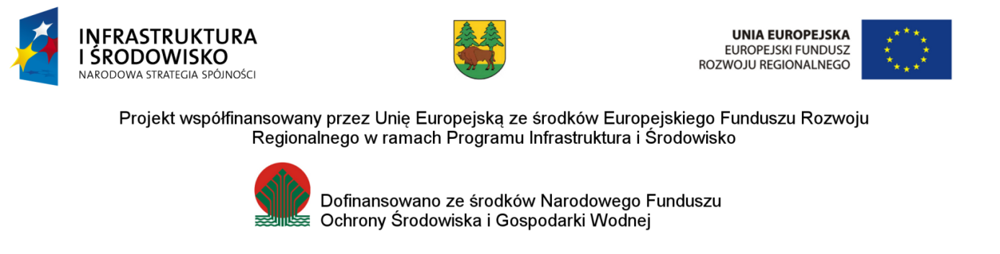 INFRASTRUKTURA
I ŚRODOWISKO
NARODOWA STRATEGIA SPÓJNOŚCI
UNIA EUROPEJSKA
EUROPEJSKI FUNDUSZ
ROZWOJU REGIONALNEGO
Projekt współfinansowany przez Unię Europejską ze środków Europejskiego Funduszu Rozwoju
Regionalnego w ramach Programu Infrastruktura i Środowisko
Dofinansowano ze środków Narodowego Funduszu
Ochrony Środowiska i Gospodarki Wodnej